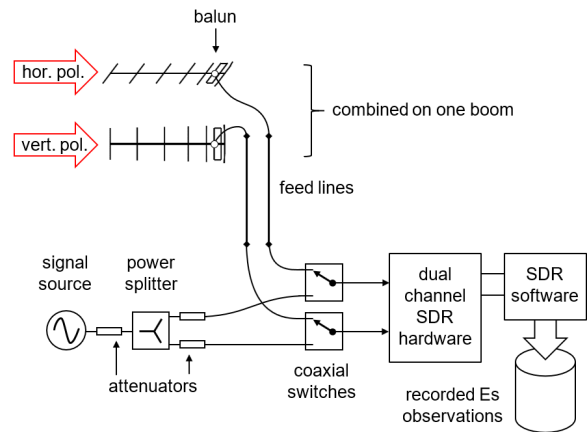 balun
hor. pol.
combined on one boom
vert. pol.
feed lines
signal
source
power
splitter
dual
channel
SDR
hardware
SDR
software
attenuators
coaxial
switches
recorded Es
observations